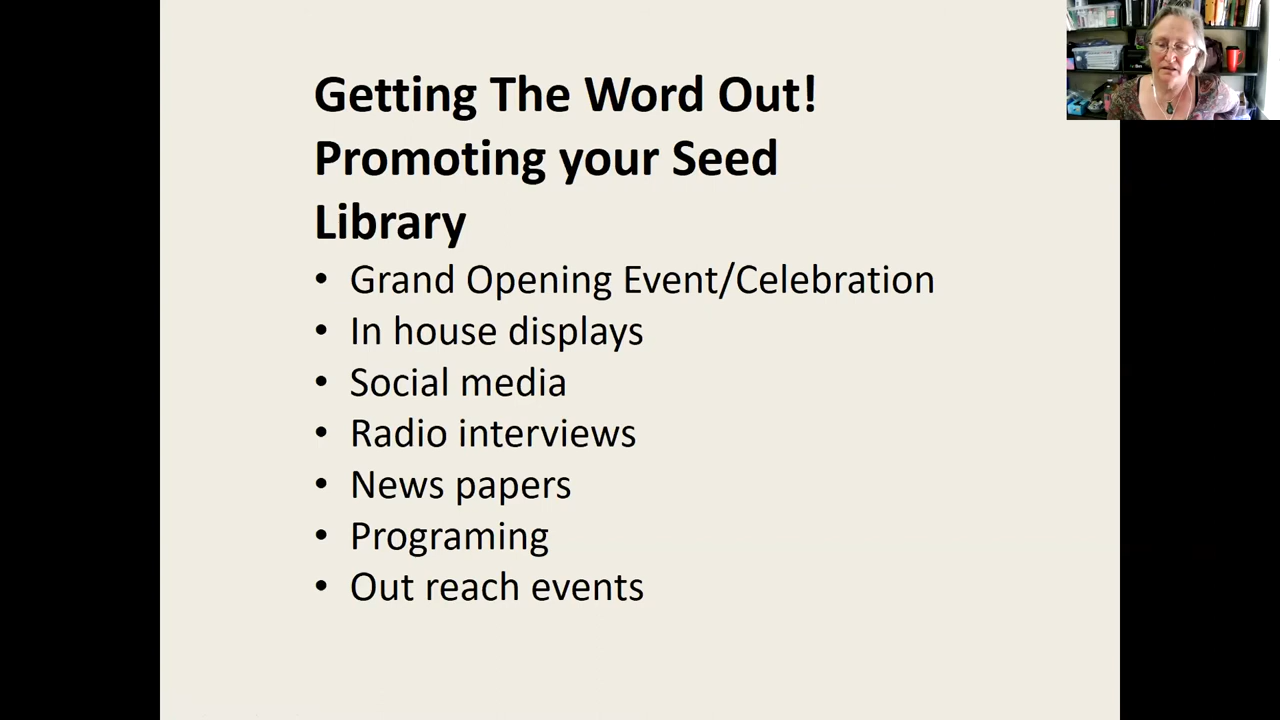 Getting The Word Out!
Promoting your Seed
Library
• Grand Opening Event/Celebration
• In house displays
• Social media
• Radio interviews
• News papers
• Programing
• Out reach events